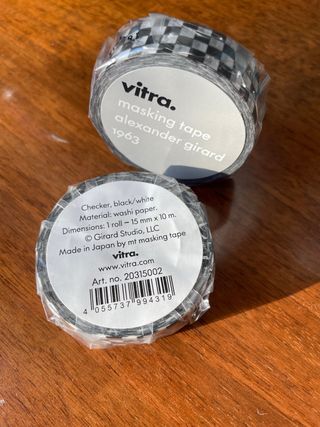 vitra.
masking tape
alexander girard
1963
Checker, black/white
Material: washi paper.
Dimensions: 1 roll – 15 mm x 10 m.
© Girard Studio, LLC
Made in Japan by mt masking tape
vitra.
www.vitra.com
Art. no. 20315002
4 055737 994319